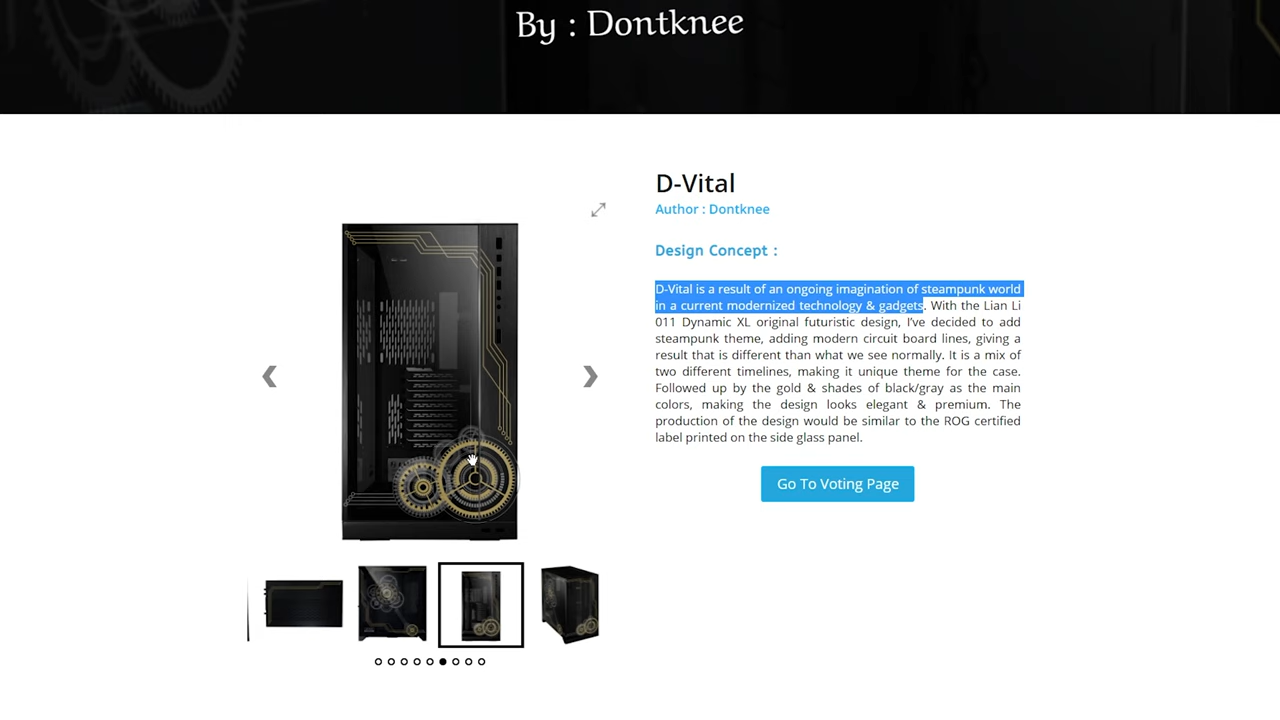 By : Dontknee
D-Vital
Author : Dontknee
Design Concept :
D-Vital is a result of an ongoing imagination of steampunk world
in a current modernized technology & gadgets. With the Lian Li
011 Dynamic XL original futuristic design, I've decided to add
steampunk theme, adding modern circuit board lines, giving a
result that is different than what we see normally. It is a mix of
two different timelines, making it unique theme for the case.
Followed up by the gold & shades of black/gray as the main
colors, making the design looks elegant & premium. The
production of the design would be similar to the ROG certified
label printed on the side glass panel.
Go To Voting Page